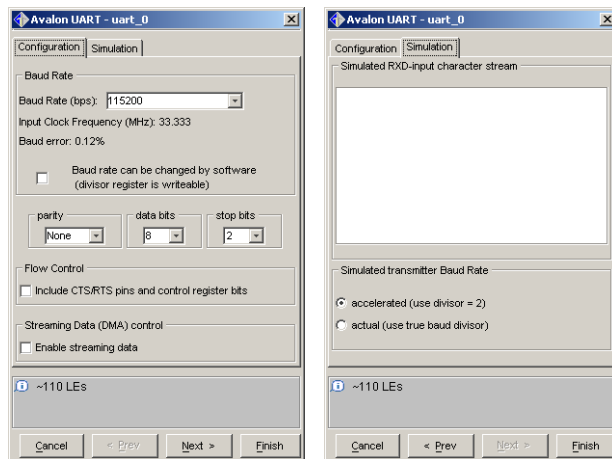 Avalon UART - uart_0
Configuration
Simulation
Baud Rate
Baud Rate (bps): 115200
Input Clock Frequency (MHz): 33.333
Baud error: 0.12%
Baud rate can be changed by software
(divisor register is writeable)
parity
data bits
stop bits
None
8
2
Flow Control
Include CTS/RTS pins and control register bits
Streaming Data (DMA) control
Enable streaming data
~110 LEs
Cancel
< Prev
Next >
Finish
Avalon UART - uart_0
Configuration
Simulation
Simulated RXD-input character stream
Simulated transmitter Baud Rate
accelerated (use divisor = 2)
actual (use true baud divisor)
~110 LEs
Cancel
< Prev
Next >
Finish